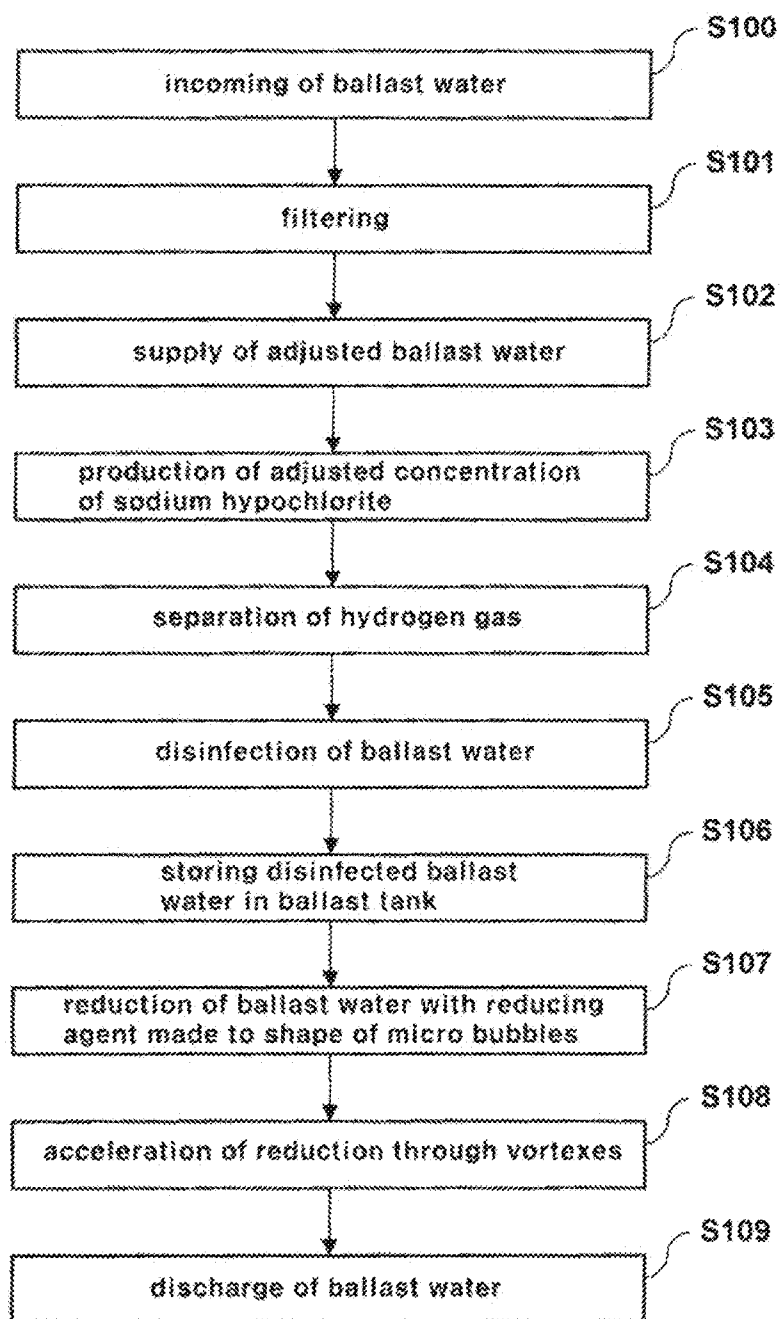 S100
incoming of ballast water
S101
filtering
S102
supply of adjusted ballast water
S103
production of adjusted concentration
of sodium hypochlorite
S104
separation of hydrogen gas
S105
disinfection of ballast water
S106
storing disinfected ballast
water in ballast tank
S107
reduction of ballast water with reducing
agent made to shape of micro bubbles
S108
acceleration of reduction through vortexes
S109
discharge of ballast water